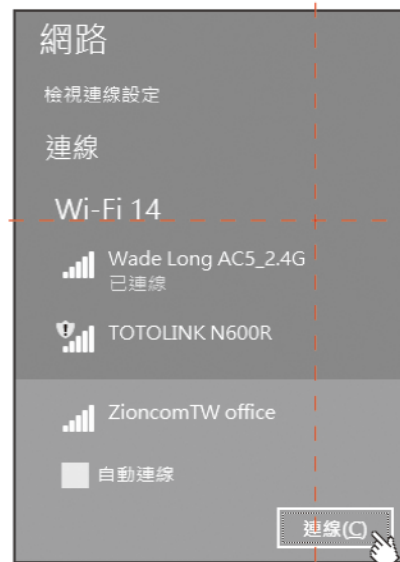 網路
檢視連線設定
連線
Wi-Fi 14
Wade Long AC5_2.4G
已連線
TOTOLINK N600R
ZioncomTW office
自動連線
連線(C)